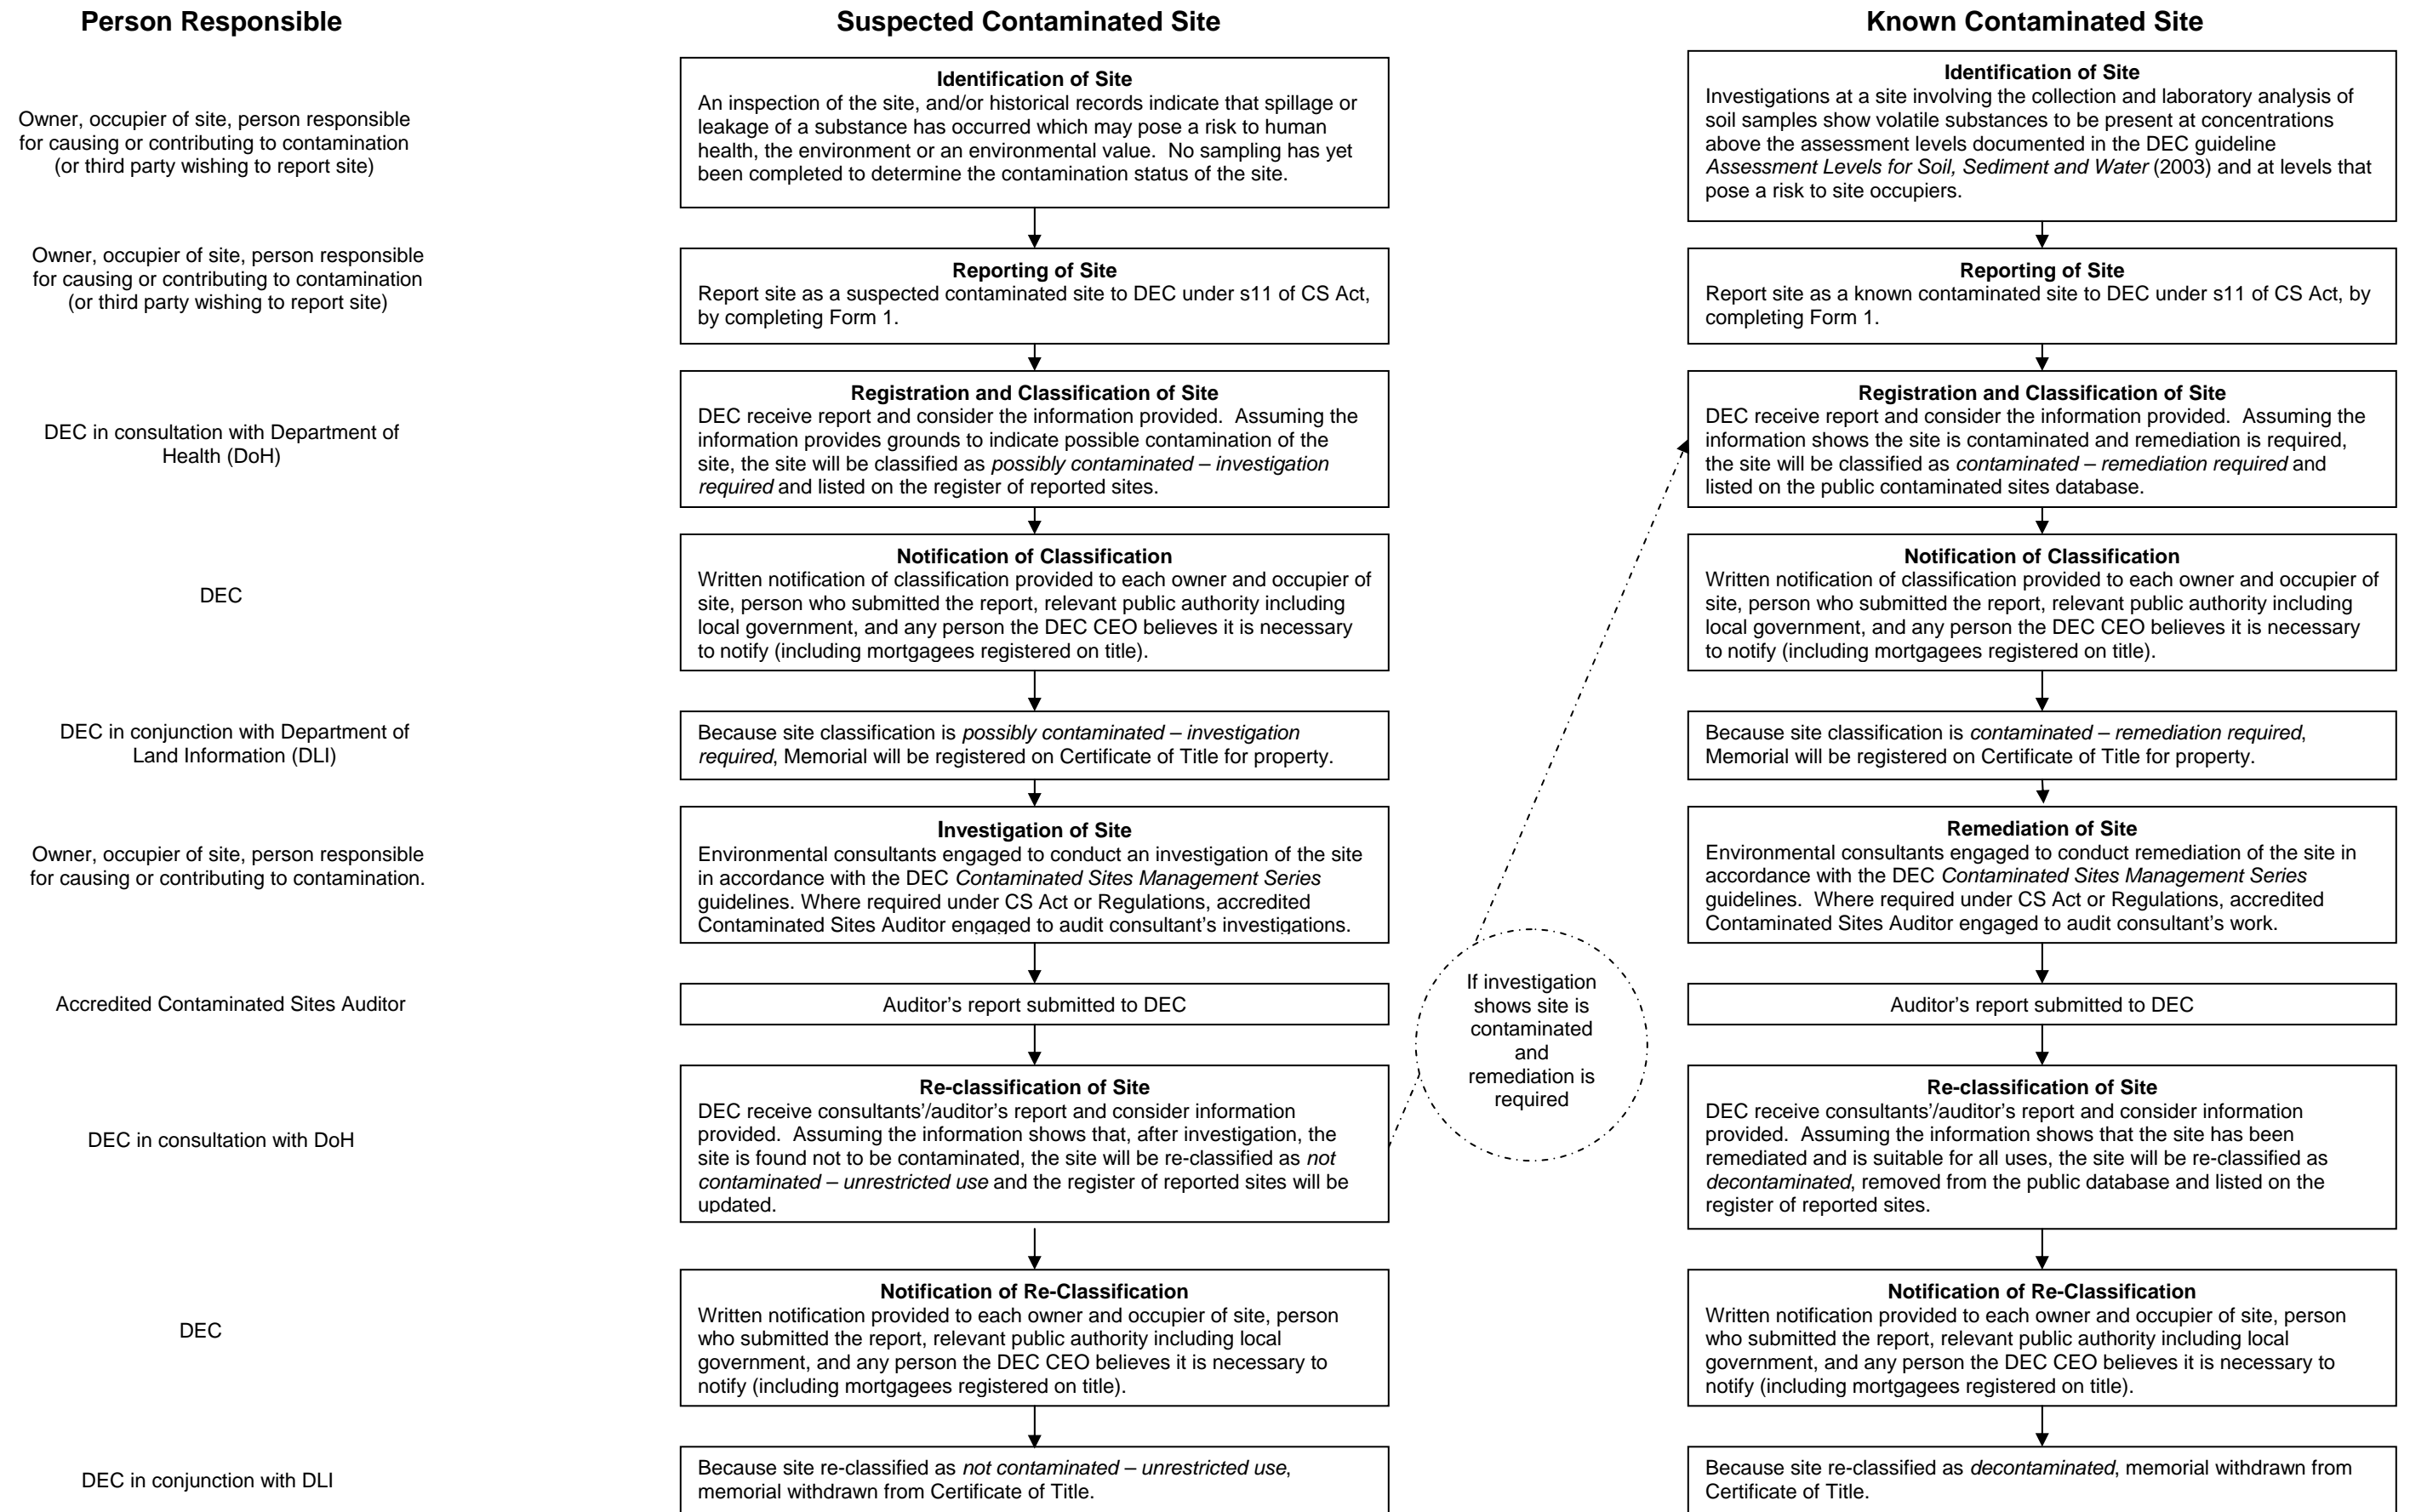 Person Responsible
Suspected Contaminated Site
Known Contaminated Site
Owner, occupier of site, person responsible
for causing or contributing to contamination
(or third party wishing to report site)
Identification of Site
An inspection of the site, and/or historical records indicate that spillage or
leakage of a substance has occurred which may pose a risk to human
health, the environment or an environmental value.  No sampling has yet
been completed to determine the contamination status of the site.
Identification of Site
Investigations at a site involving the collection and laboratory analysis of
soil samples show volatile substances to be present at concentrations
above the assessment levels documented in the DEC guideline
Assessment Levels for Soil, Sediment and Water (2003) and at levels that
pose a risk to site occupiers.
Owner, occupier of site, person responsible
for causing or contributing to contamination
(or third party wishing to report site)
Reporting of Site
Report site as a suspected contaminated site to DEC under s11 of CS Act,
by completing Form 1.
Reporting of Site
Report site as a known contaminated site to DEC under s11 of CS Act, by
completing Form 1.
DEC in consultation with Department of
Health (DoH)
Registration and Classification of Site
DEC receive report and consider the information provided.  Assuming the
information provides grounds to indicate possible contamination of the
site, the site will be classified as possibly contaminated – investigation
required and listed on the register of reported sites.
Registration and Classification of Site
DEC receive report and consider the information provided.  Assuming the
information shows the site is contaminated and remediation is required,
the site will be classified as contaminated – remediation required and
listed on the public contaminated sites database.
DEC
Notification of Classification
Written notification of classification provided to each owner and occupier of
site, person who submitted the report, relevant public authority including
local government, and any person the DEC CEO believes it is necessary
to notify (including mortgagees registered on title).
Notification of Classification
Written notification of classification provided to each owner and occupier of
site, person who submitted the report, relevant public authority including
local government, and any person the DEC CEO believes it is necessary
to notify (including mortgagees registered on title).
DEC in conjunction with Department of
Land Information (DLI)
Because site classification is possibly contaminated – investigation
required, Memorial will be registered on Certificate of Title for property.
Because site classification is contaminated – remediation required,
Memorial will be registered on Certificate of Title for property.
Owner, occupier of site, person responsible
for causing or contributing to contamination.
Investigation of Site
Environmental consultants engaged to conduct an investigation of the site
in accordance with the DEC Contaminated Sites Management Series
guidelines. Where required under CS Act or Regulations, accredited
Contaminated Sites Auditor engaged to audit consultant's investigations.
Remediation of Site
Environmental consultants engaged to conduct remediation of the site in
accordance with the DEC Contaminated Sites Management Series
guidelines.  Where required under CS Act or Regulations, accredited
Contaminated Sites Auditor engaged to audit consultant's work.
If investigation
shows site is
contaminated
and
remediation is
required
Accredited Contaminated Sites Auditor
Auditor's report submitted to DEC
Auditor's report submitted to DEC
DEC in consultation with DoH
Re-classification of Site
DEC receive consultants'/auditor's report and consider information
provided.  Assuming the information shows that, after investigation, the
site is found not to be contaminated, the site will be re-classified as not
contaminated – unrestricted use and the register of reported sites will be
updated.
Re-classification of Site
DEC receive consultants'/auditor's report and consider information
provided.  Assuming the information shows that the site has been
remediated and is suitable for all uses, the site will be re-classified as
decontaminated, removed from the public database and listed on the
register of reported sites.
DEC
Notification of Re-Classification
Written notification provided to each owner and occupier of site, person
who submitted the report, relevant public authority including local
government, and any person the DEC CEO believes it is necessary to
notify (including mortgagees registered on title).
Notification of Re-Classification
Written notification provided to each owner and occupier of site, person
who submitted the report, relevant public authority including local
government, and any person the DEC CEO believes it is necessary to
notify (including mortgagees registered on title).
DEC in conjunction with DLI
Because site re-classified as not contaminated – unrestricted use,
memorial withdrawn from Certificate of Title.
Because site re-classified as decontaminated, memorial withdrawn from
Certificate of Title.